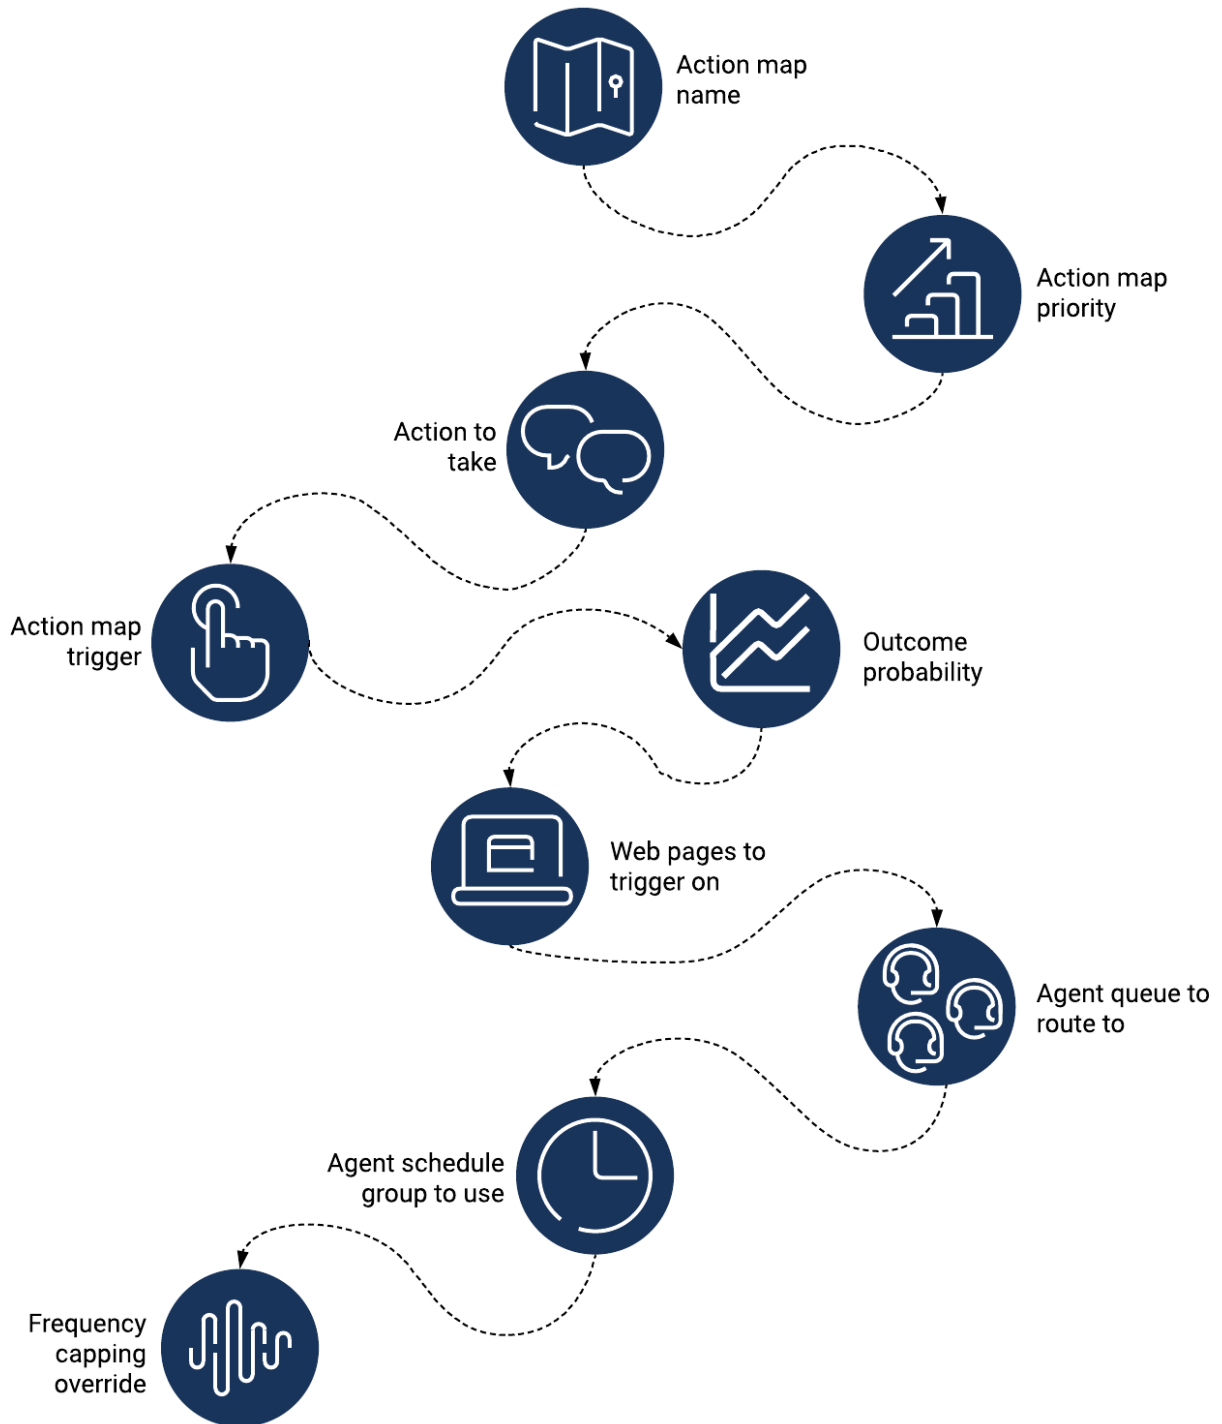 Action map
name
Action map
priority
Action to
take
Action map
trigger
Outcome
probability
Web pages to
trigger on
Agent queue to
route to
Agent schedule
group to use
Frequency
capping
override